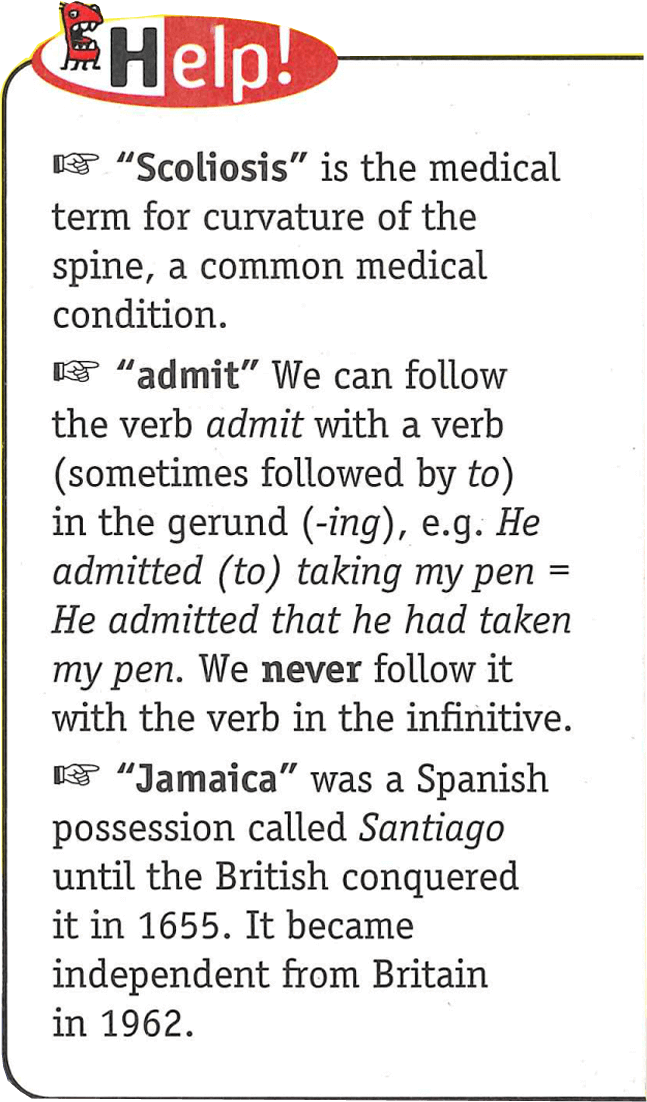 Help!
☞ “Scoliosis” is the medical
term for curvature of the
spine, a common medical
condition.
☞ “admit” We can follow
the verb admit with a verb
(sometimes followed by to)
in the gerund (-ing), e.g. He
admitted (to) taking my pen =
He admitted that he had taken
my pen. We never follow it
with the verb in the infinitive.
☞ “Jamaica” was a Spanish
possession called Santiago
until the British conquered
it in 1655. It became
independent from Britain
in 1962.